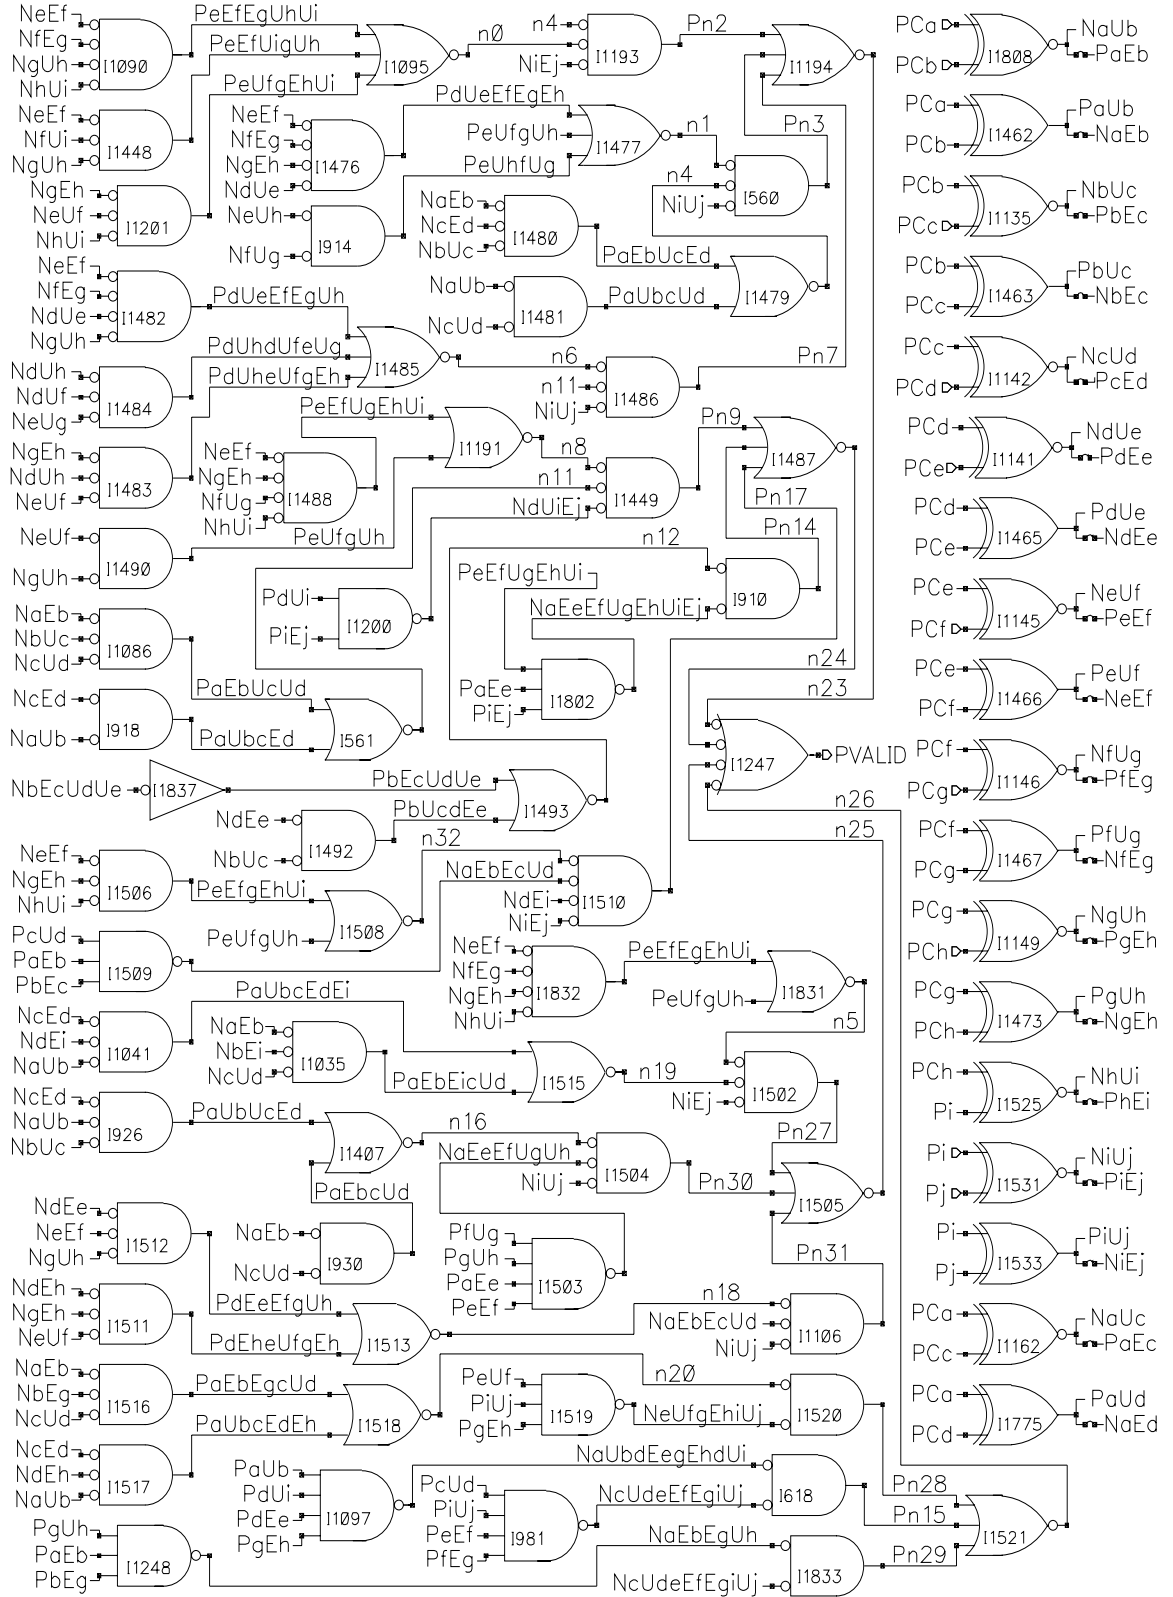 NeEf
NfEg
NgUh
NhUi
I1090
PeEfEgUhUi
PeEfUigUh
PeUfgEhUi
I1095
n0
n4
NiEj
I1193
Pn2
I1194
NeEf
NfUi
NgUh
I1448
NgEh
NeUf
NhUi
I1201
NeEf
NfEg
NgEh
NdUe
I1476
PdUeEfEgEh
PeUfgUh
PeUhfUg
I1477
n1
n4
NiUj
I560
Pn3
NeUh
NfUg
I914
NaEb
NcEd
NbUc
I1480
PaEbUcEd
NaUb
NcUd
I1481
PaUbcUd
I1479
NeEf
NfEg
NdUe
NgUh
I1482
PdUeEfEgUh
PdUhdUfeUg
PdUheUfgEh
I1485
n6
n11
NiUj
I1486
Pn7
NdUh
NdUf
NeUg
I1484
NgEh
NdUh
NeUf
I1483
NeEf
NgEh
NfUg
NhUi
I1488
PeEfUgEhUi
I1191
n8
n11
NdUiEj
I1449
Pn9
I1487
Pn17
Pn14
NeUf
NgUh
I1490
PeUfgUh
n12
PeEfUgEhUi
NaEeEfUgEhUiEj
I910
PdUi
PiEj
I1200
NaEb
NbUc
NcUd
I1086
PaEbUcUd
NcEd
NaUb
I918
PaUbcEd
I561
PaEe
PiEj
I1802
n24
n23
I1247
PVALID
n26
n25
NbEcUdUe
I1837
PbEcUdUe
PbUcdEe
I1493
NdEe
NbUc
I1492
n32
NaEbEcUd
NdEi
NiEj
I1510
NeEf
NgEh
NhUi
I1506
PeEfgEhUi
PeUfgUh
I1508
PcUd
PaEb
PbEc
I1509
NeEf
NfEg
NgEh
NhUi
I1832
PeEfEgEhUi
PeUfgUh
I1831
n5
NcEd
NdEi
NaUb
I1041
PaUbcEdEi
NaEb
NbEi
NcUd
I1035
PaEbEicUd
I1515
n19
NiEj
I1502
Pn27
NcEd
NaUb
NbUc
I926
PaUbUcEd
I1407
PaEbcUd
n16
NaEeEfUgUh
NiUj
I1504
Pn30
I1505
Pn31
NdEe
NeEf
NgUh
I1512
NaEb
NcUd
I930
PfUg
PgUh
PaEe
PeEf
I1503
NdEh
NgEh
NeUf
I1511
PdEeEfgUh
PdEheUfgEh
I1513
n18
NaEbEcUd
NiUj
I1106
NaEb
NbEg
NcUd
I1516
PaEbEgcUd
PaUbcEdEh
I1518
NcEd
NdEh
NaUb
I1517
PeUf
PiUj
PgEh
I1519
n20
NeUfgEhiUj
I1520
PaUb
PdUi
PdEe
PgEh
I1097
NaUbdEegEhdUi
PcUd
PiUj
PeEf
PfEg
I981
NcUdeEfEgiUj
I618
Pn28
Pn15
Pn29
I1521
PgUh
PaEb
PbEg
I1248
NaEbEgUh
NcUdeEfEgiUj
I1833
PCa
PCb
I1808
NaUb
PaEb
PCa
PCb
I1462
PaUb
NaEb
PCb
PCc
I1135
NbUc
PbEc
PCb
PCc
I1463
PbUc
NbEc
PCc
PCd
I1142
NcUd
PcEd
PCd
PCe
I1141
NdUe
PdEe
PCd
PCe
I1465
PdUe
NdEe
PCe
PCf
I1145
NeUf
PeEf
PCe
PCf
I1466
PeUf
NeEf
PCf
PCg
I1146
NfUg
PfEg
PCf
PCg
I1467
PfUg
NfEg
PCg
PCh
I1149
NgUh
PgEh
PCg
PCh
I1473
PgUh
NgEh
PCh
Pi
I1525
NhUi
PhEi
Pi
Pj
I1531
NiUj
PiEj
Pi
Pj
I1533
PiUj
NiEj
PCa
PCc
I1162
NaUc
PaEc
PCa
PCd
I1775
PaUd
NaEd